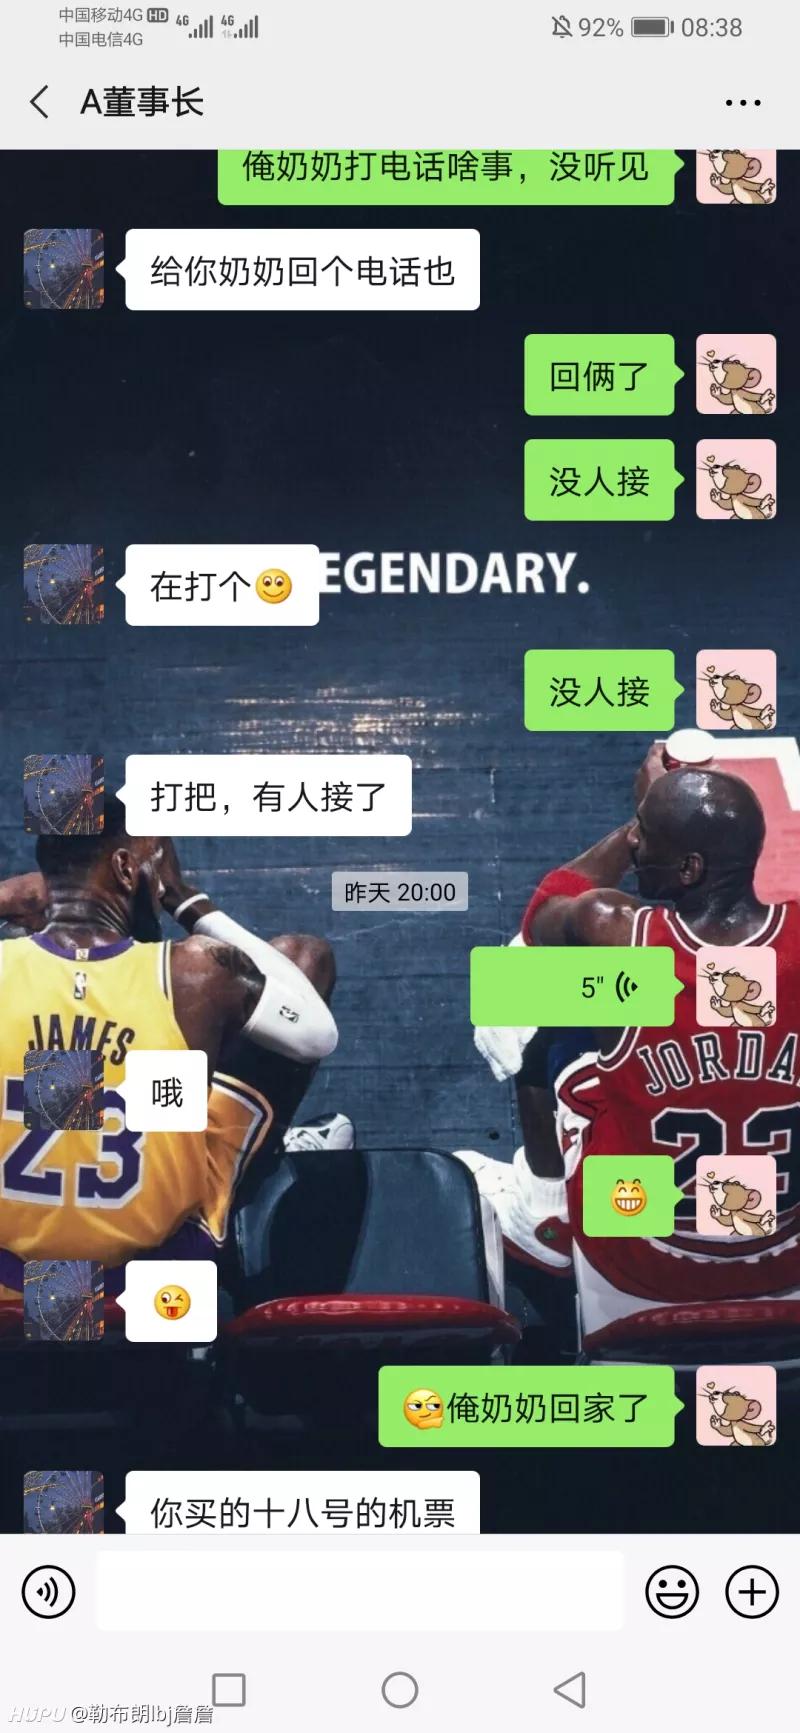 中国移动4G HD 4G 4G 92% 08:38
中国电信4G
A董事长
俺奶奶打电话啥事，没听见
给你奶奶回个电话也
回俩了
没人接
在打个
EGENDARY.
没人接
打把，有人接了
昨天 20:00
5"
JAMES
哦
JORDA
23
23
俺奶奶回家了
你买的十八号的机票
HUPU @勒布朗lbj詹詹